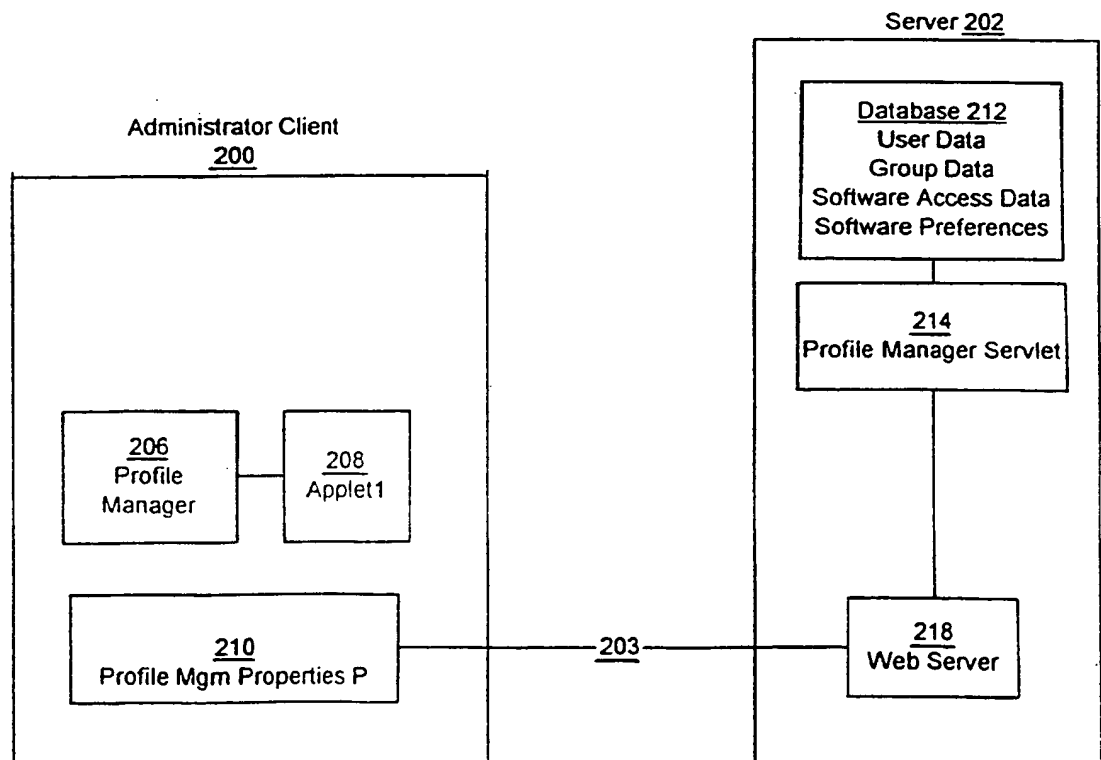 Server 202
Database 212
User Data
Group Data
Software Access Data
Software Preferences
214
Profile Manager Servlet
218
Web Server
203
Administrator Client
200
206
Profile
Manager
208
Applet1
210
Profile Mgm Properties P